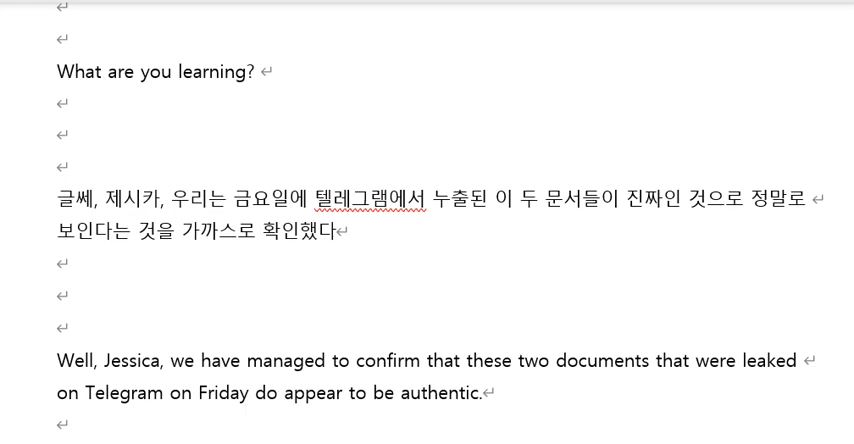 What are you learning?
글쎄, 제시카, 우리는 금요일에 텔레그램에서 누출된 이 두 문서들이 진짜인 것으로 정말로
보인다는 것을 가까스로 확인했다
Well, Jessica, we have managed to confirm that these two documents that were leaked
on Telegram on Friday do appear to be authentic.